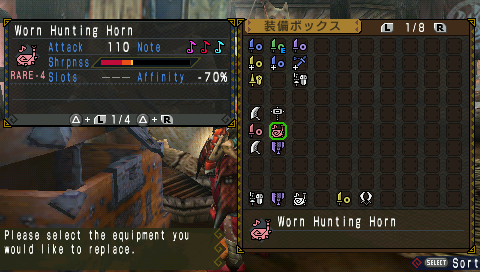 Worn Hunting Horn
Attack 110 Note
Shrpnss
RARE-4 Slots --- Affinity -70%
△+L 1/4 △+R
装備ボックス L 1/8 R
Worn Hunting Horn
Please select the equipment you
would like to replace.
SELECT Sort